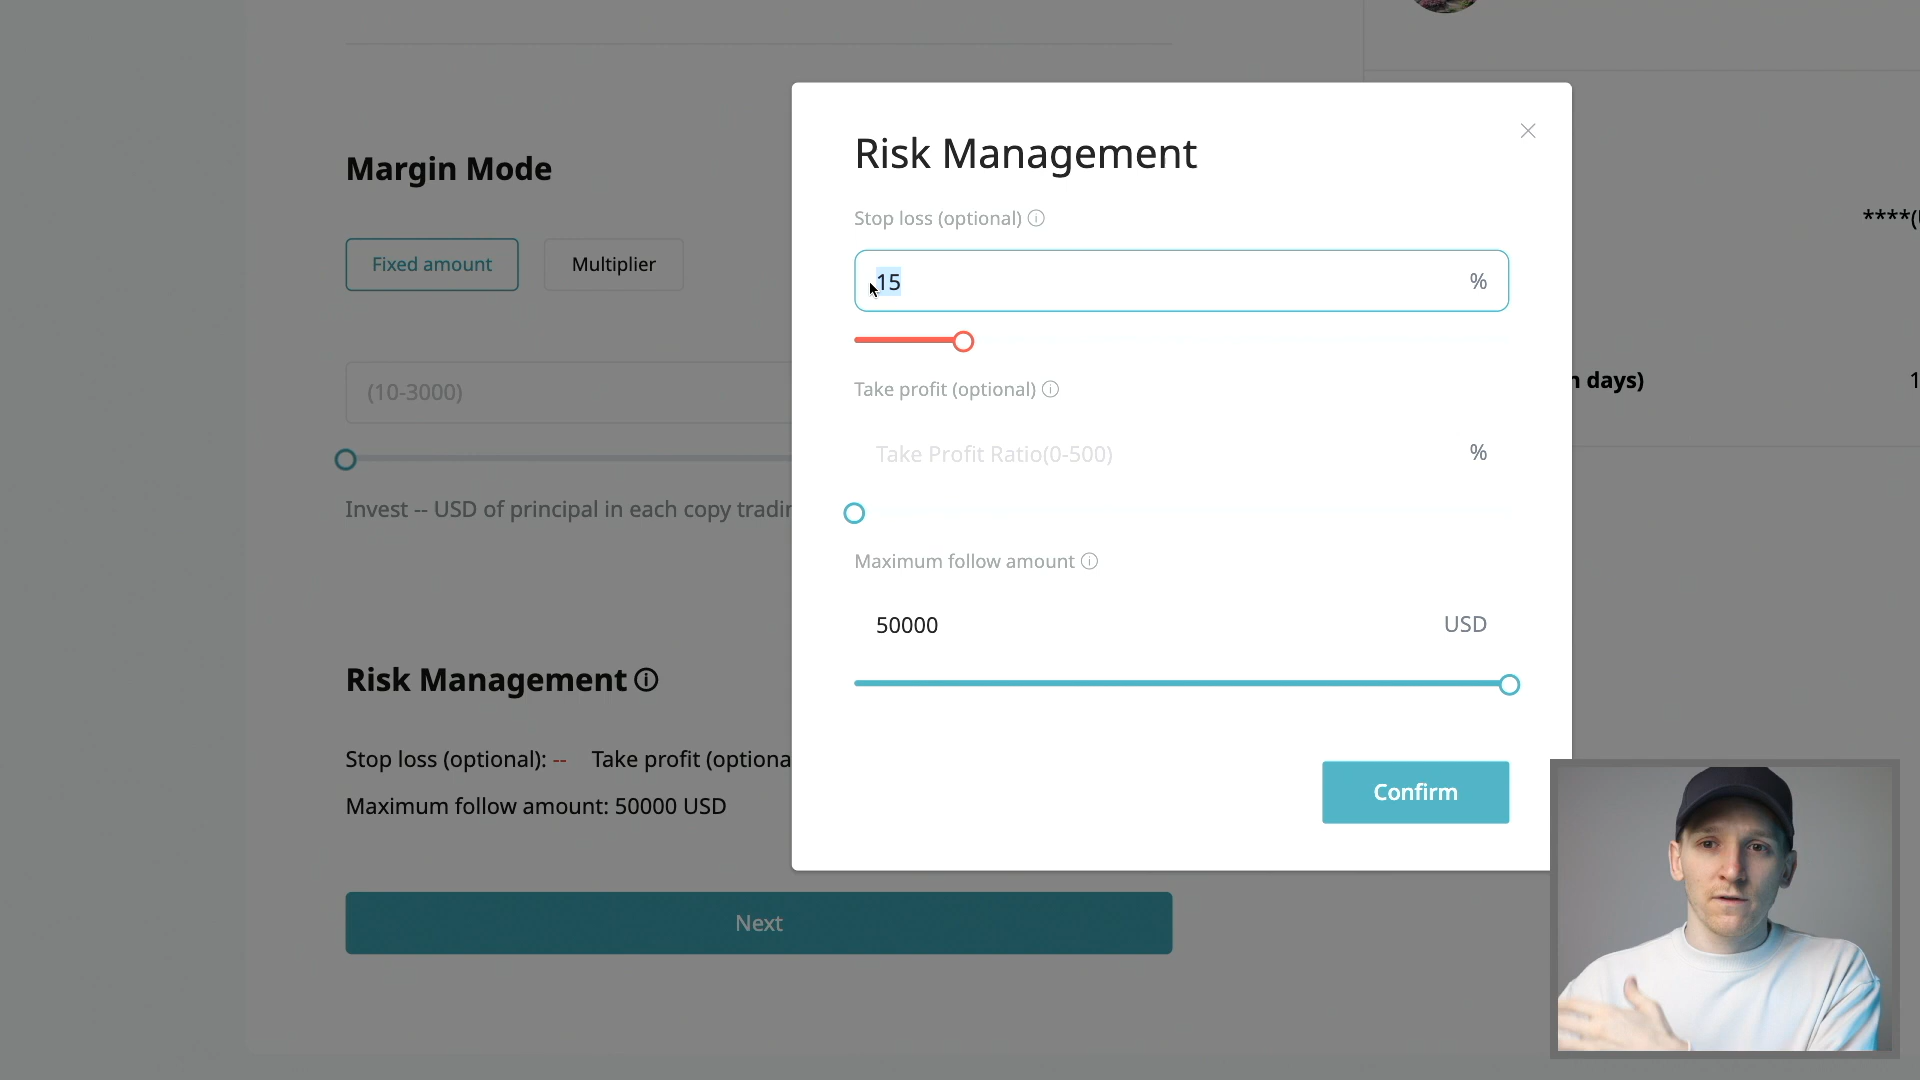 Risk Management
Stop loss (optional)
15 %
Take profit (optional)
Take Profit Ratio(0-500) %
Maximum follow amount
50000 USD
Confirm
Margin Mode
Fixed amount Multiplier
(10-3000)
Invest -- USD of principal in each copy tradin
Risk Management
Stop loss (optional): -- Take profit (optiona
Maximum follow amount: 50000 USD
Next
****(
n days)
1